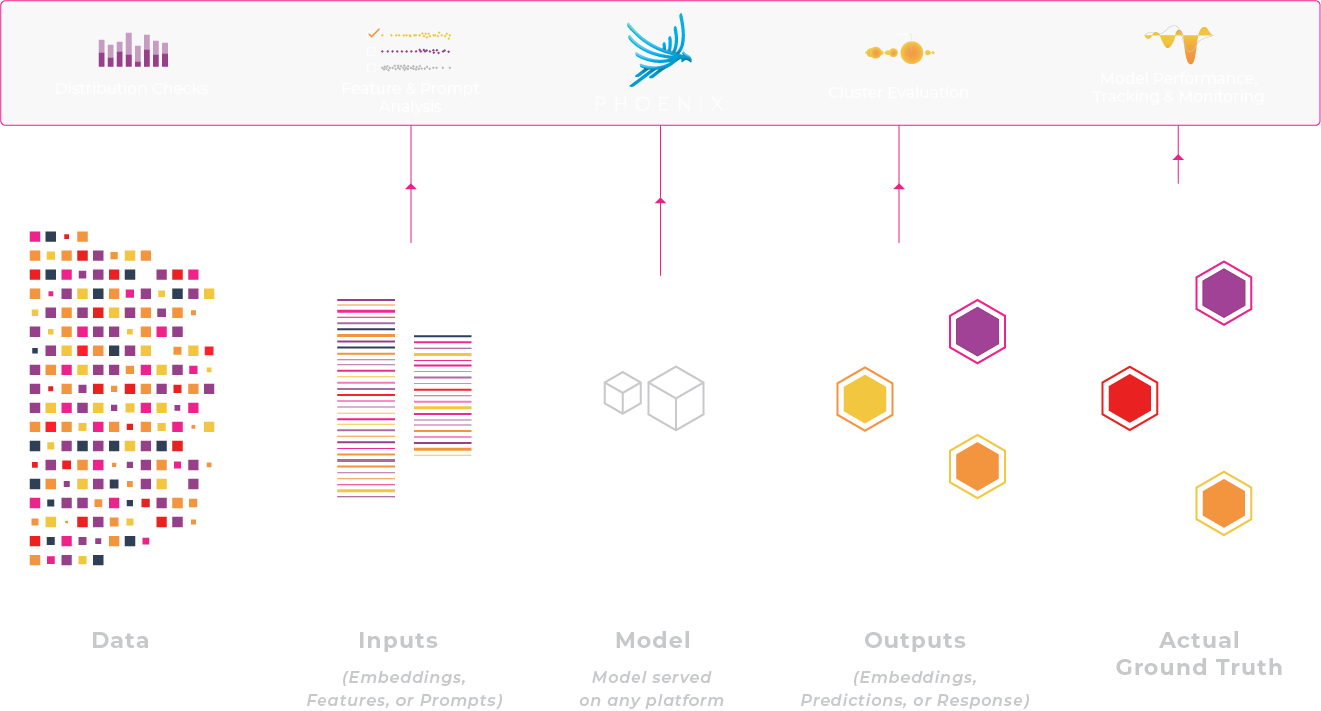 Distribution Checks
Feature & Prompt
Analysis
PHOENIX
Cluster Evaluation
Model Performance,
Tracking & Monitoring
Data
Inputs
(Embeddings,
Features, or Prompts)
Model
Model served
on any platform
Outputs
(Embeddings,
Predictions, or Response)
Actual
Ground Truth